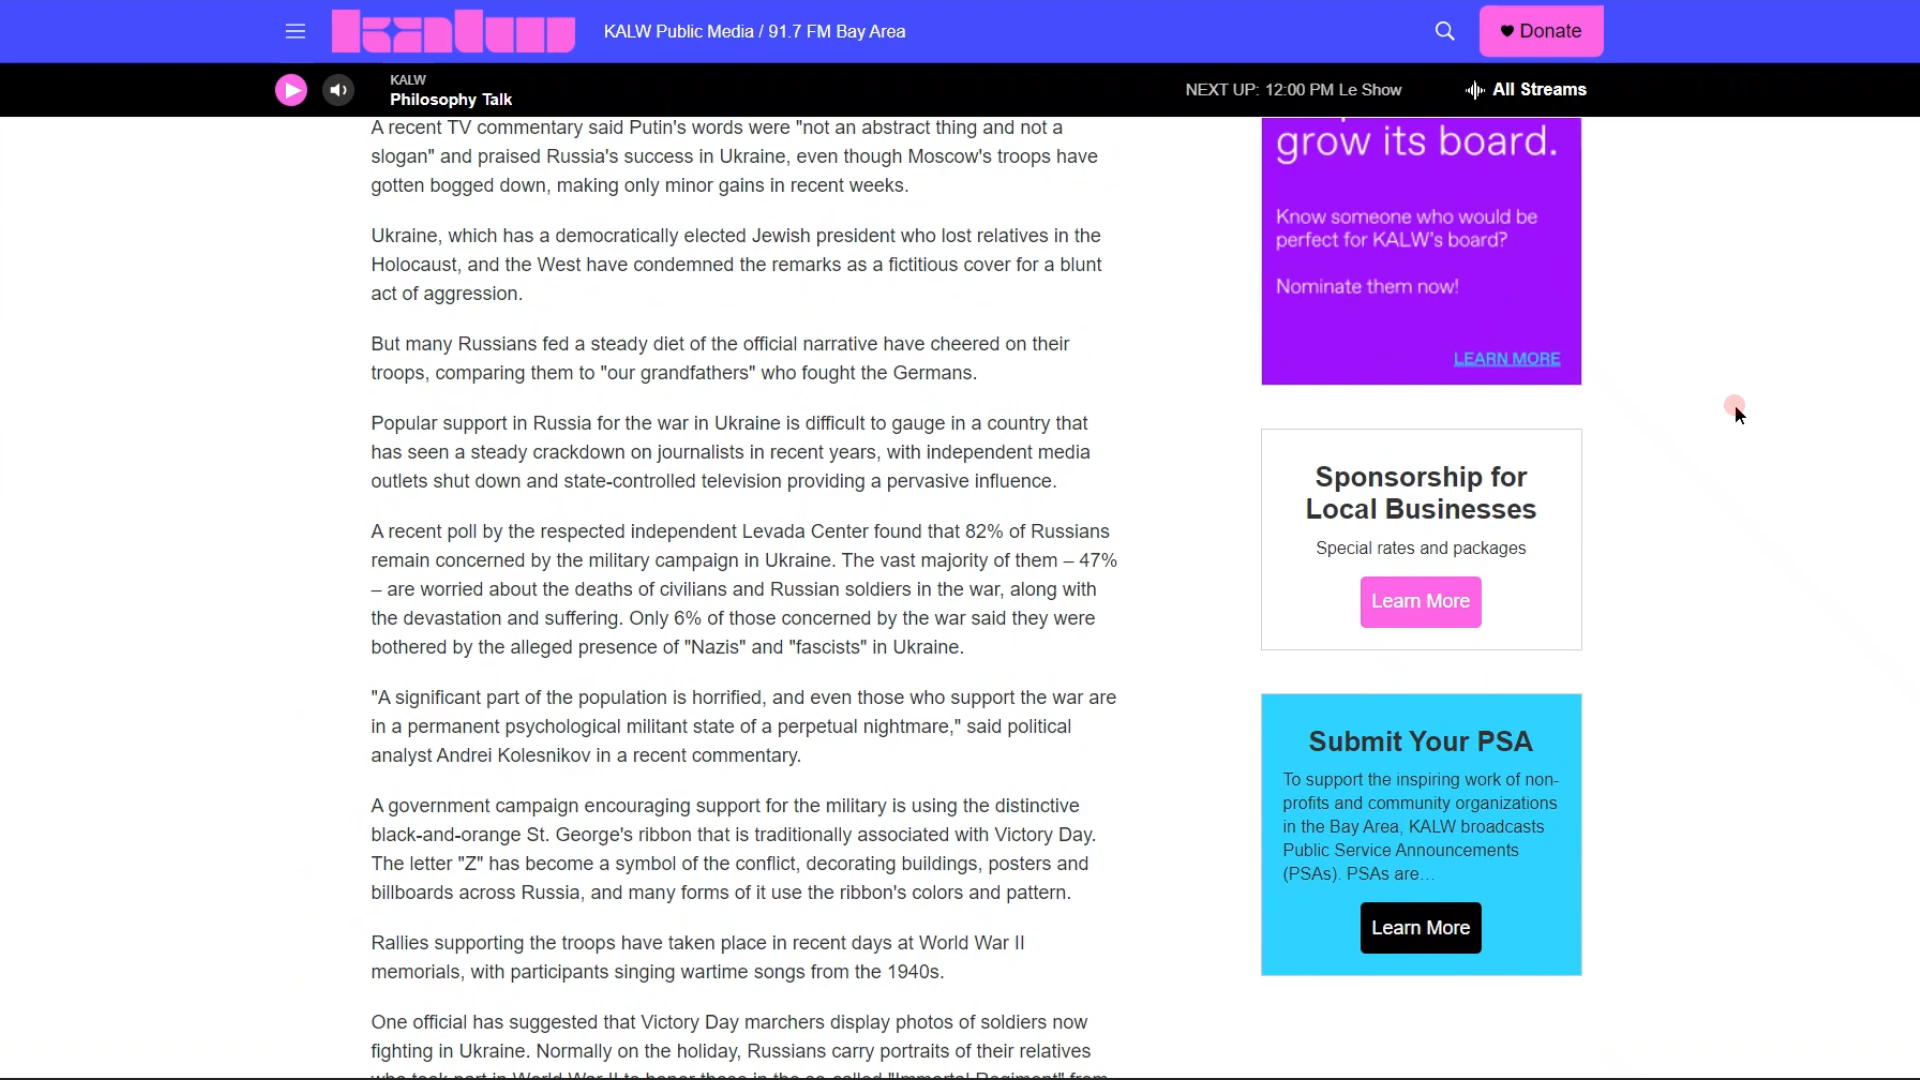 kalw
KALW Public Media / 91.7 FM Bay Area
Donate
KALW
Philosophy Talk
NEXT UP: 12:00 PM Le Show
All Streams
A recent TV commentary said Putin's words were "not an abstract thing and not a
slogan" and praised Russia's success in Ukraine, even though Moscow's troops have
gotten bogged down, making only minor gains in recent weeks.
Ukraine, which has a democratically elected Jewish president who lost relatives in the
Holocaust, and the West have condemned the remarks as a fictitious cover for a blunt
act of aggression.
But many Russians fed a steady diet of the official narrative have cheered on their
troops, comparing them to "our grandfathers" who fought the Germans.
Popular support in Russia for the war in Ukraine is difficult to gauge in a country that
has seen a steady crackdown on journalists in recent years, with independent media
outlets shut down and state-controlled television providing a pervasive influence.
A recent poll by the respected independent Levada Center found that 82% of Russians
remain concerned by the military campaign in Ukraine. The vast majority of them – 47%
– are worried about the deaths of civilians and Russian soldiers in the war, along with
the devastation and suffering. Only 6% of those concerned by the war said they were
bothered by the alleged presence of "Nazis" and "fascists" in Ukraine.
"A significant part of the population is horrified, and even those who support the war are
in a permanent psychological militant state of a perpetual nightmare," said political
analyst Andrei Kolesnikov in a recent commentary.
A government campaign encouraging support for the military is using the distinctive
black-and-orange St. George's ribbon that is traditionally associated with Victory Day.
The letter "Z" has become a symbol of the conflict, decorating buildings, posters and
billboards across Russia, and many forms of it use the ribbon's colors and pattern.
Rallies supporting the troops have taken place in recent days at World War II
memorials, with participants singing wartime songs from the 1940s.
One official has suggested that Victory Day marchers display photos of soldiers now
fighting in Ukraine. Normally on the holiday, Russians carry portraits of their relatives
who took part in World War II to honor those in the so-called "Immortal Regiment" from
grow its board.
Know someone who would be
perfect for KALW's board?
Nominate them now!
LEARN MORE
Sponsorship for
Local Businesses
Special rates and packages
Learn More
Submit Your PSA
To support the inspiring work of non-
profits and community organizations
in the Bay Area, KALW broadcasts
Public Service Announcements
(PSAs). PSAs are...
Learn More